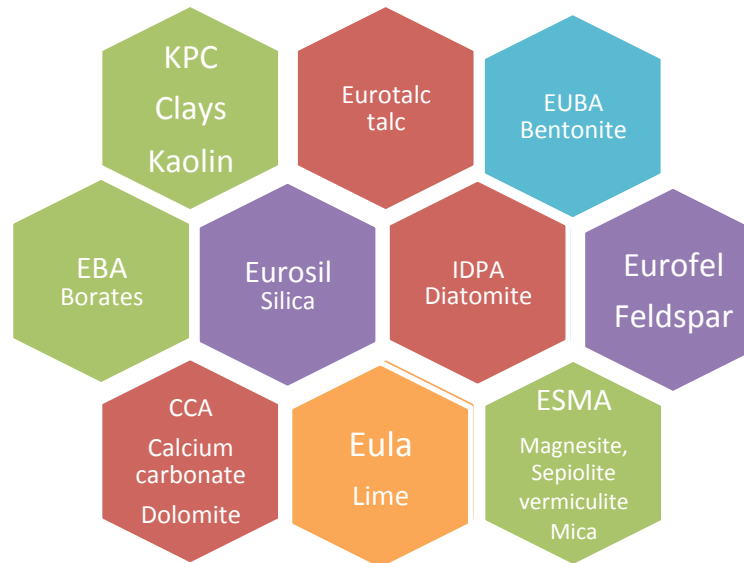 KPC
Clays
Kaolin
Eurotalc
talc
EUBA
Bentonite
EBA
Borates
Eurosil
Silica
IDPA
Diatomite
Eurofel
Feldspar
CCA
Calcium
carbonate
Dolomite
Eula
Lime
ESMA
Magnesite,
Sepiolite
vermiculite
Mica